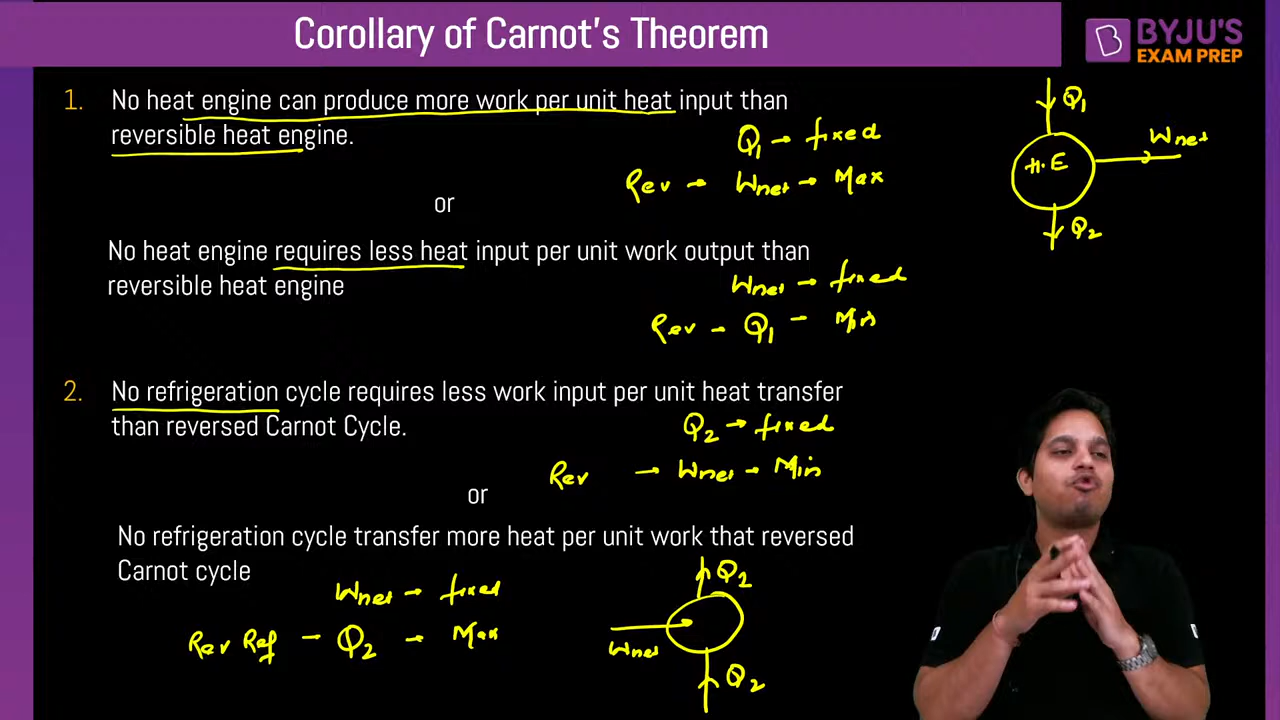 Corollary of Carnot's Theorem
BYJU'S
EXAM PREP
1. No heat engine can produce more work per unit heat input than
reversible heat engine.
Q1 → fixed
Rev → Wnet → Max
Q1
H.E
Wnet
Q2
or
No heat engine requires less heat input per unit work output than
reversible heat engine
Wnet → fixed
Rev → Q1 – Min
2. No refrigeration cycle requires less work input per unit heat transfer
than reversed Carnot Cycle.
Q2 → fixed
Rev → Wnet → Min
or
No refrigeration cycle transfer more heat per unit work that reversed
Carnot cycle
Wnet → fixed
Rev Ref – Q2 → Max
Q2
Wnet
Q2